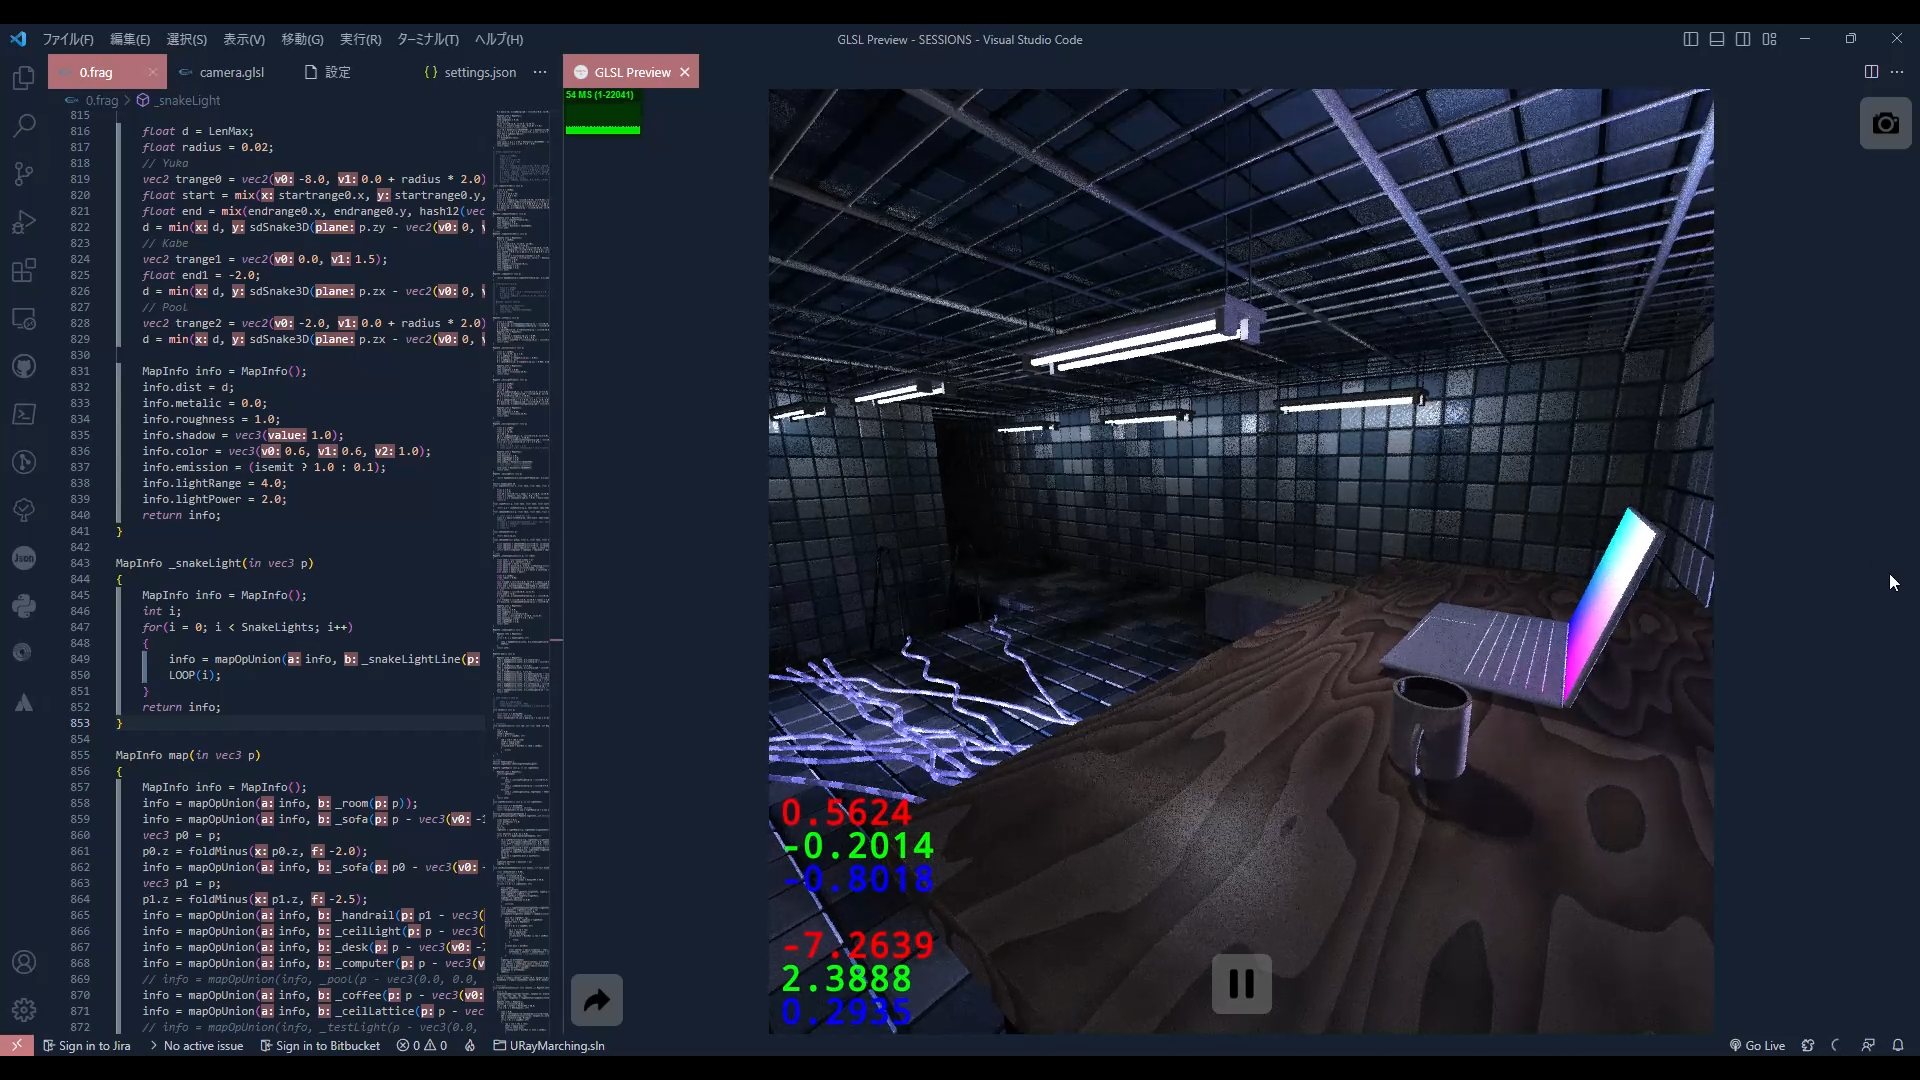 ファイル(F) 編集(E) 選択(S) 表示(V) 移動(G) 実行(R) ターミナル(T) ヘルプ(H)
GLSL Preview - SESSIONS - Visual Studio Code
0.frag
camera.glsl
設定
{} settings.json
GLSL Preview
0.frag > _snakeLight
54 MS (1-22041)
815
816 float d = LenMax;
817 float radius = 0.02;
818 // Yuka
819 vec2 trange0 = vec2(v0: -8.0, v1: 0.0 + radius * 2.0)
820 float start = mix(x: startrange0.x, y: startrange0.y,
821 float end = mix(endrange0.x, endrange0.y, hash12(vec
822 d = min(x: d, y: sdSnake3D(plane: p.zy - vec2(v0: 0,
823 // Kabe
824 vec2 trange1 = vec2(v0: 0.0, v1: 1.5);
825 float end1 = -2.0;
826 d = min(x: d, y: sdSnake3D(plane: p.zx - vec2(v0: 0,
827 // Pool
828 vec2 trange2 = vec2(v0: -2.0, v1: 0.0 + radius * 2.0)
829 d = min(x: d, y: sdSnake3D(plane: p.zx - vec2(v0: 0,
830
831 MapInfo info = MapInfo();
832 info.dist = d;
833 info.metalic = 0.0;
834 info.roughness = 1.0;
835 info.shadow = vec3(value: 1.0);
836 info.color = vec3(v0: 0.6, v1: 0.6, v2: 1.0);
837 info.emission = (isemit ? 1.0 : 0.1);
838 info.lightRange = 4.0;
839 info.lightPower = 2.0;
840 return info;
841 }
842
843 MapInfo _snakeLight(in vec3 p)
844 {
845 MapInfo info = MapInfo();
846 int i;
847 for(i = 0; i < SnakeLights; i++)
848 {
849 info = mapOpUnion(a: info, b: _snakeLightLine(p:
850 LOOP(i);
851 }
852 return info;
853 }
854
855 MapInfo map(in vec3 p)
856 {
857 MapInfo info = MapInfo();
858 info = mapOpUnion(a: info, b: _room(p: p));
859 info = mapOpUnion(a: info, b: _sofa(p: p - vec3(v0: -1
860 vec3 p0 = p;
861 p0.z = foldMinus(x: p0.z, f: -2.0);
862 info = mapOpUnion(a: info, b: _sofa(p: p0 - vec3(v0: -
863 vec3 p1 = p;
864 p1.z = foldMinus(x: p1.z, f: -2.5);
865 info = mapOpUnion(a: info, b: _handrail(p: p1 - vec3(
866 info = mapOpUnion(a: info, b: _ceilLight(p: p - vec3(
867 info = mapOpUnion(a: info, b: _desk(p: p - vec3(v0: -7
868 info = mapOpUnion(a: info, b: _computer(p: p - vec3(v
869 // info = mapOpUnion(info, _pool(p - vec3(0.0, 0.0,
870 info = mapOpUnion(a: info, b: _coffee(p: p - vec3(v0:
871 info = mapOpUnion(a: info, b: _ceilLattice(p: p - vec
872 // info = mapOpUnion(info, _testLight(p - vec3(0.0,
0.5624
-0.2014
-0.8018
-7.2639
2.3888
0.2935
Json
Sign in to Jira No active issue Sign in to Bitbucket 0 0 URayMarching.sln Go Live